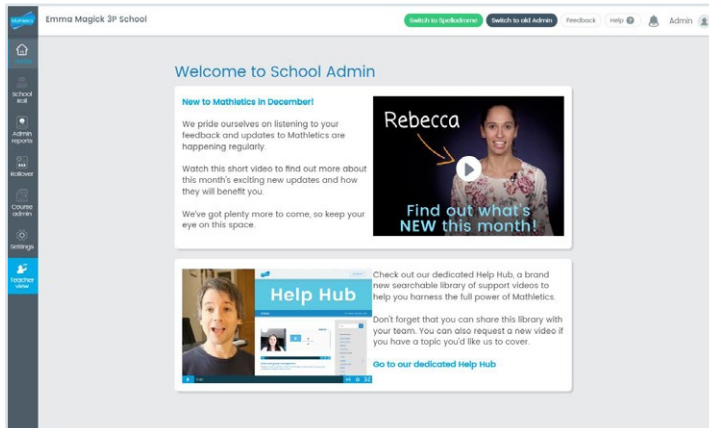 Mathletics
Emma Magick 3P School
Switch to Spellodrome
Switch to old Admin
Feedback
Help
Admin
Home
School
Roll
Admin
reports
Rollover
Course
admin
Settings
Teacher
view
Welcome to School Admin
New to Mathletics in December!
We pride ourselves on listening to your
feedback and updates to Mathletics are
happening regularly.
Watch this short video to find out more about
this month's exciting new updates and how
they will benefit you.
We've got plenty more to come, so keep your
eye on this space.
Rebecca
Find out what's
NEW this month!
Help Hub
Check out our dedicated Help Hub, a brand
new searchable library of support videos to
help you harness the full power of Mathletics.
Don't forget that you can share this library with
your team. You can also request a new video if
you have a topic you'd like us to cover.
Go to our dedicated Help Hub